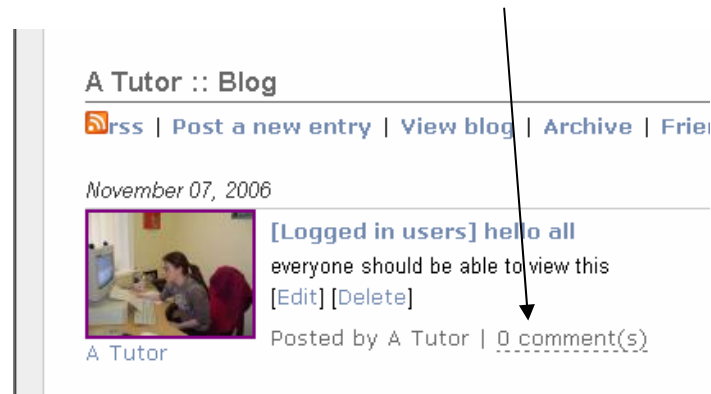 A Tutor :: Blog
rss | Post a new entry | View blog | Archive |
November 07, 2006
[Logged in users] hello all
everyone should be able to view this
[Edit] [Delete]
Posted by A Tutor | 0 comment(s)
A Tutor